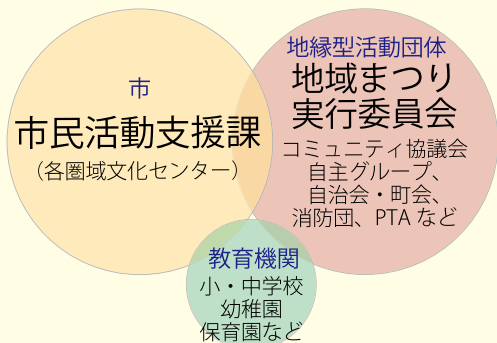 市
市民活動支援課
（各圏域文化センター）
地縁型活動団体
地域まつり
実行委員会
コミュニティ協議会
自主グループ、
自治会・町会、
消防団、PTA など
教育機関
小・中学校
幼稚園
保育園など